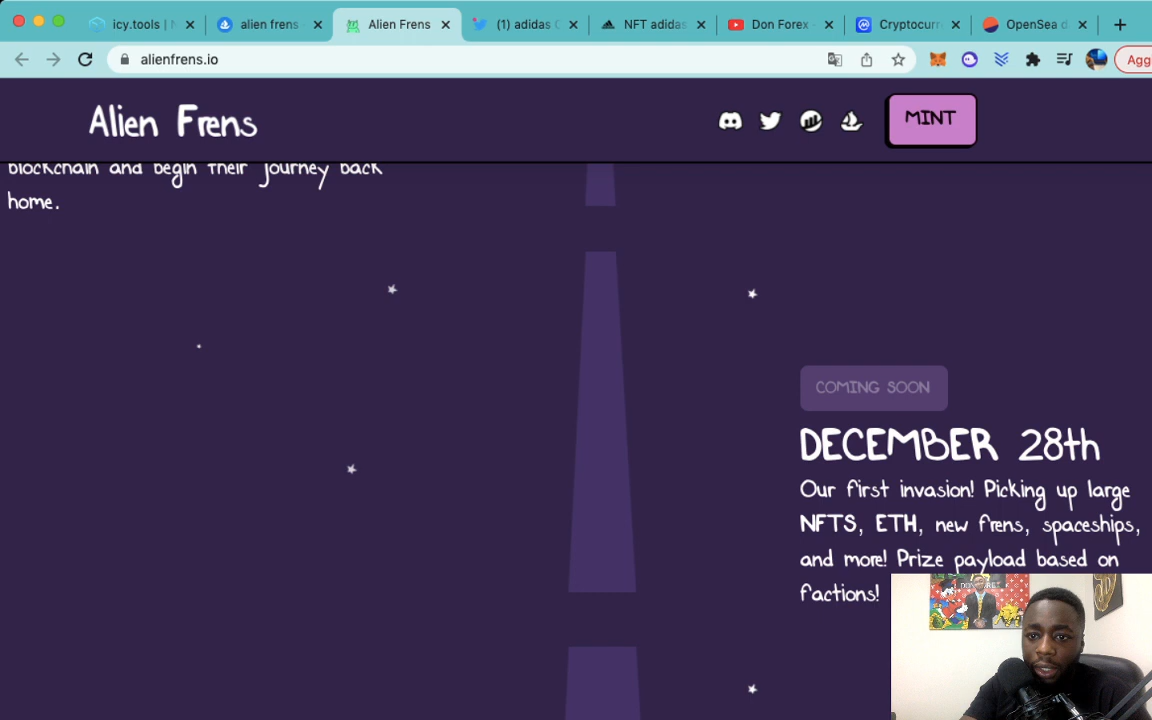 icy.tools | N
alien frens
Alien Frens
(1) adidas O
NFT adidas
Don Forex -
Cryptocurr
OpenSea d
alienfrens.io
Agg
Alien Frens
MINT
blockchain and begin their journey back
home.
COMING SOON
DECEMBER 28th
Our first invasion! Picking up large
NFTS, ETH, new frens, spaceships,
and more! Prize payload based on
factions!